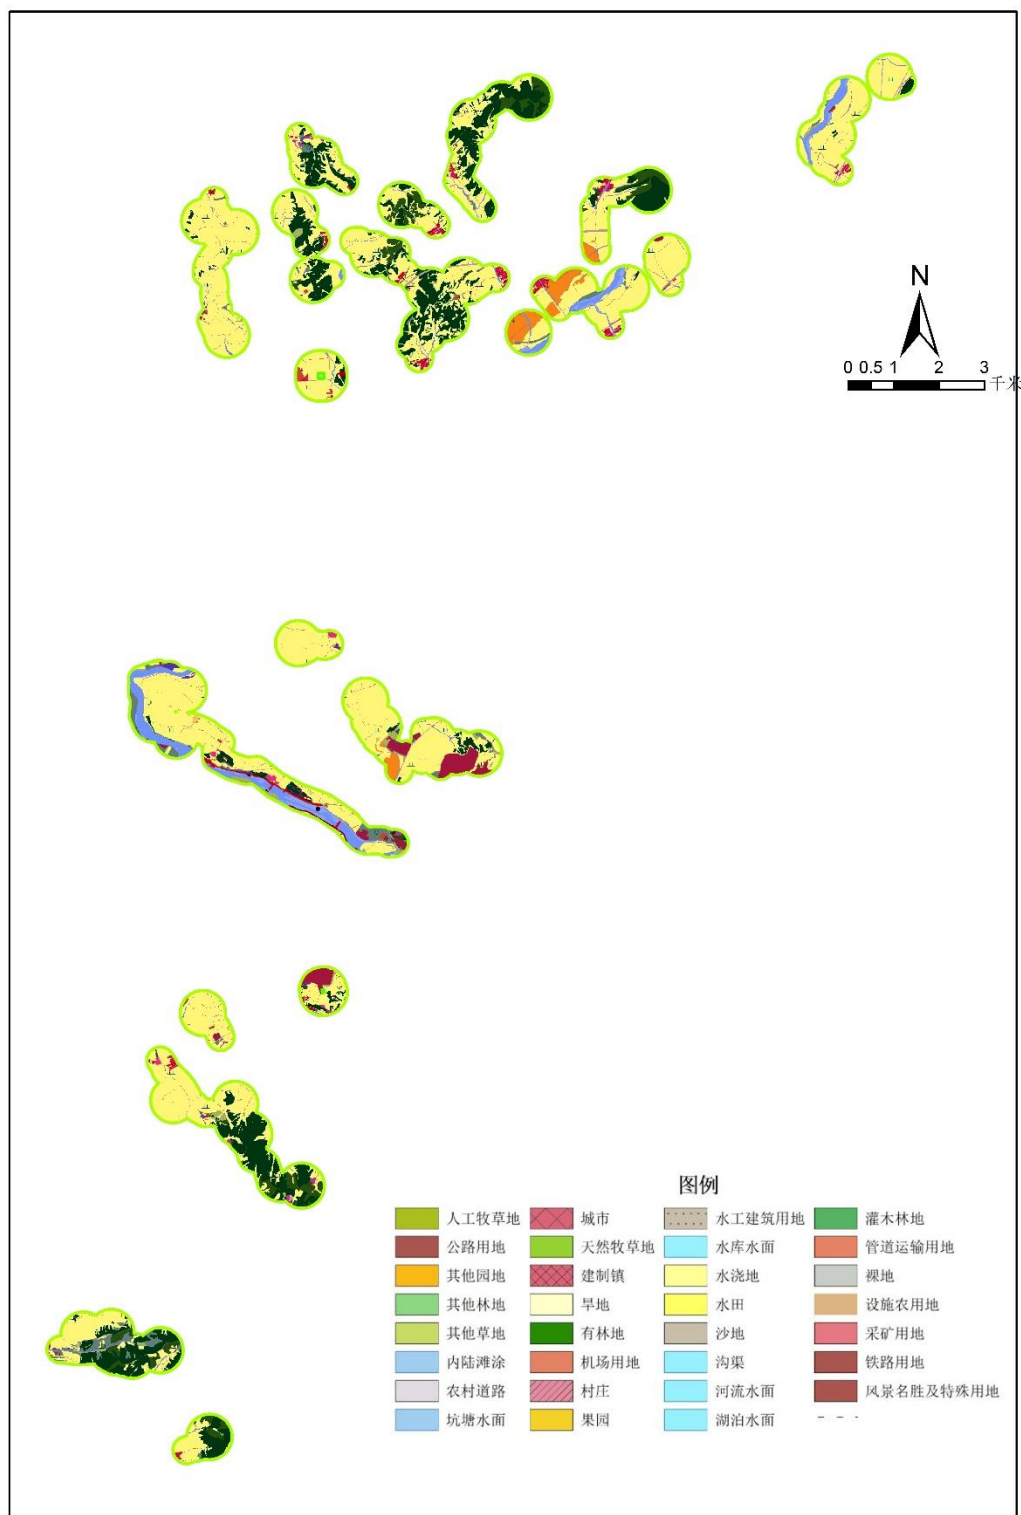 N
0 0.5 1 2 3
千米
图例
人工牧草地 城市 水工建筑用地 灌木林地
公路用地 天然牧草地 水库水面 管道运输用地
其他园地 建制镇 水浇地 裸地
其他林地 旱地 水田 设施农用地
其他草地 有林地 沙地 采矿用地
内陆滩涂 机场用地 沟渠 铁路用地
农村道路 村庄 河流水面 风景名胜及特殊用地
坑塘水面 果园 湖泊水面